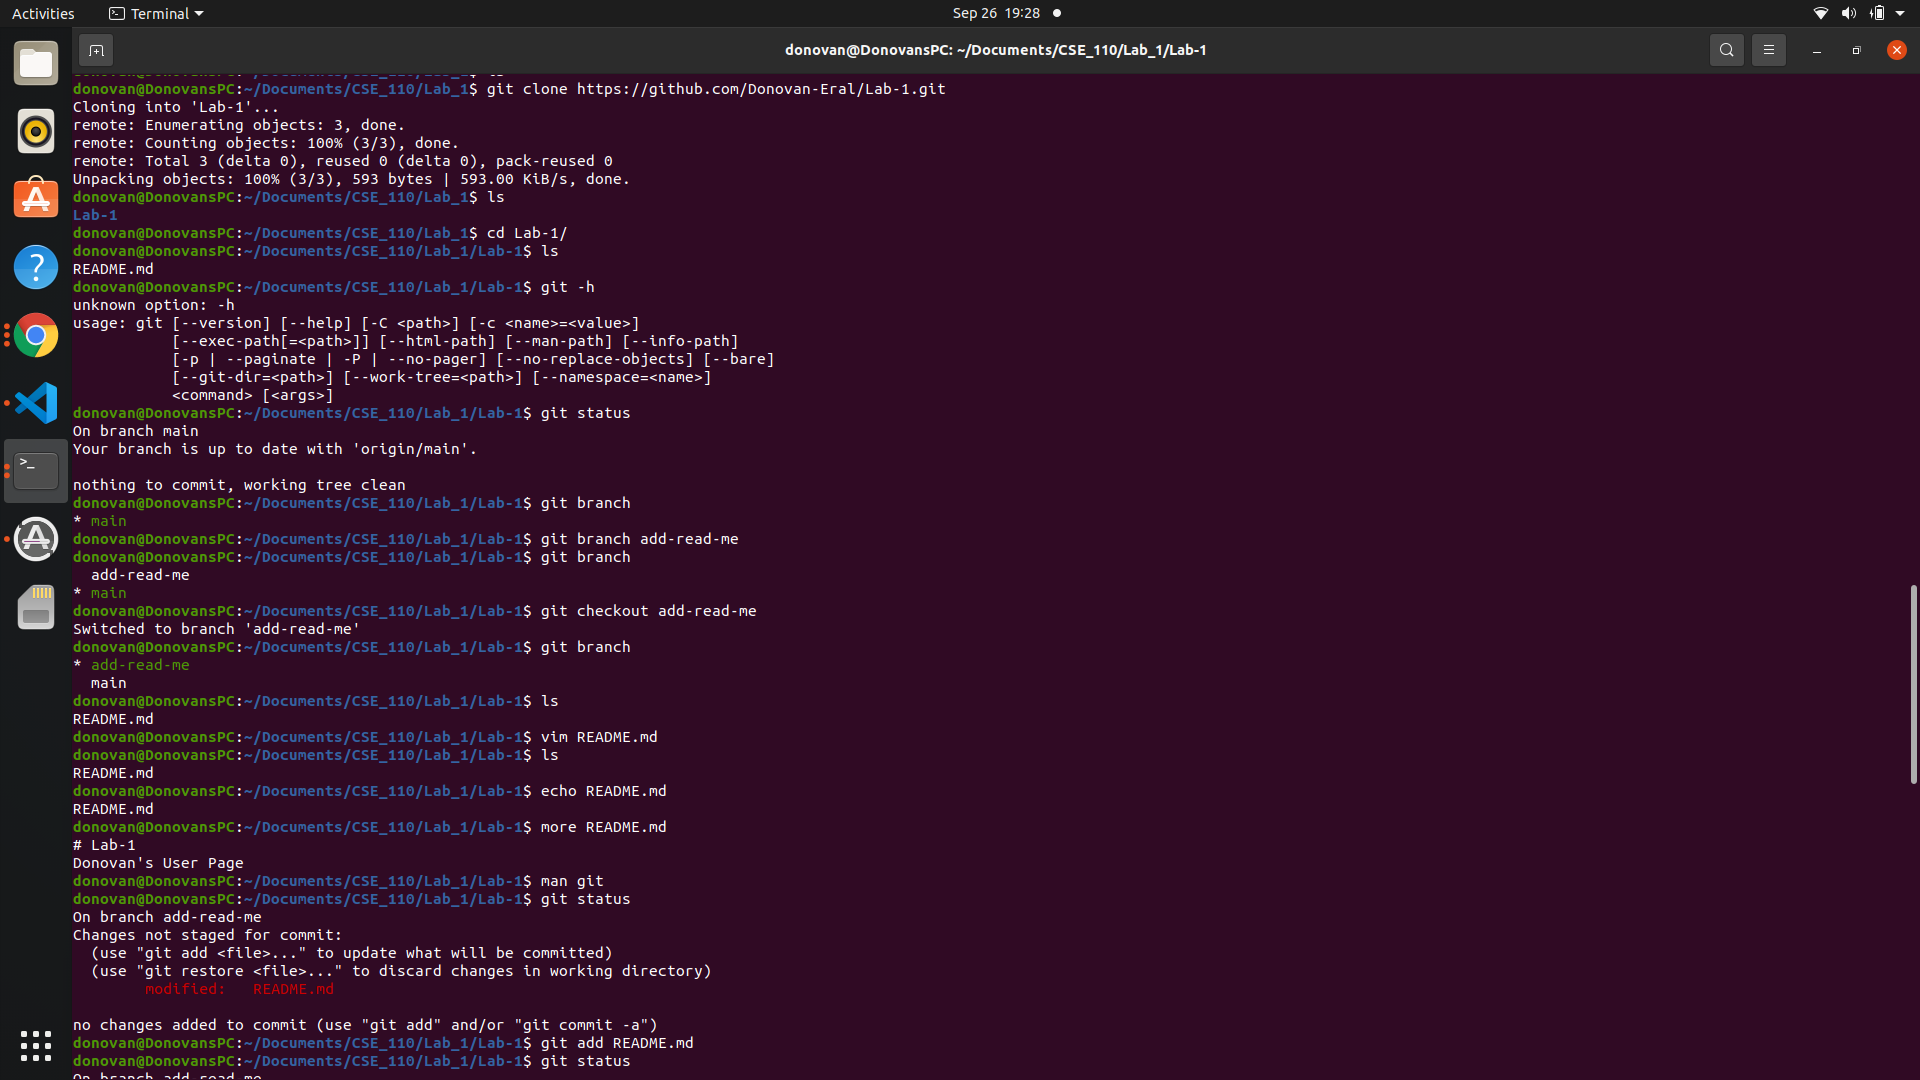 Activities
Terminal
Sep 26 19:28
donovan@DonovansPC: ~/Documents/CSE_110/Lab_1/Lab-1
donovan@DonovansPC:~/Documents/CSE_110/Lab_1$ ls
donovan@DonovansPC:~/Documents/CSE_110/Lab_1$ git clone https://github.com/Donovan-Eral/Lab-1.git
Cloning into 'Lab-1'...
remote: Enumerating objects: 3, done.
remote: Counting objects: 100% (3/3), done.
remote: Total 3 (delta 0), reused 0 (delta 0), pack-reused 0
Unpacking objects: 100% (3/3), 593 bytes | 593.00 KiB/s, done.
donovan@DonovansPC:~/Documents/CSE_110/Lab_1$ ls
Lab-1
donovan@DonovansPC:~/Documents/CSE_110/Lab_1$ cd Lab-1/
donovan@DonovansPC:~/Documents/CSE_110/Lab_1/Lab-1$ ls
README.md
donovan@DonovansPC:~/Documents/CSE_110/Lab_1/Lab-1$ git -h
unknown option: -h
usage: git [--version] [--help] [-C <path>] [-c <name>=<value>]
           [--exec-path[=<path>]] [--html-path] [--man-path] [--info-path]
           [-p | --paginate | -P | --no-pager] [--no-replace-objects] [--bare]
           [--git-dir=<path>] [--work-tree=<path>] [--namespace=<name>]
           <command> [<args>]
donovan@DonovansPC:~/Documents/CSE_110/Lab_1/Lab-1$ git status
On branch main
Your branch is up to date with 'origin/main'.
nothing to commit, working tree clean
donovan@DonovansPC:~/Documents/CSE_110/Lab_1/Lab-1$ git branch
* main
donovan@DonovansPC:~/Documents/CSE_110/Lab_1/Lab-1$ git branch add-read-me
donovan@DonovansPC:~/Documents/CSE_110/Lab_1/Lab-1$ git branch
  add-read-me
* main
donovan@DonovansPC:~/Documents/CSE_110/Lab_1/Lab-1$ git checkout add-read-me
Switched to branch 'add-read-me'
donovan@DonovansPC:~/Documents/CSE_110/Lab_1/Lab-1$ git branch
* add-read-me
  main
donovan@DonovansPC:~/Documents/CSE_110/Lab_1/Lab-1$ ls
README.md
donovan@DonovansPC:~/Documents/CSE_110/Lab_1/Lab-1$ vim README.md
donovan@DonovansPC:~/Documents/CSE_110/Lab_1/Lab-1$ ls
README.md
donovan@DonovansPC:~/Documents/CSE_110/Lab_1/Lab-1$ echo README.md
README.md
donovan@DonovansPC:~/Documents/CSE_110/Lab_1/Lab-1$ more README.md
# Lab-1
Donovan's User Page
donovan@DonovansPC:~/Documents/CSE_110/Lab_1/Lab-1$ man git
donovan@DonovansPC:~/Documents/CSE_110/Lab_1/Lab-1$ git status
On branch add-read-me
Changes not staged for commit:
  (use "git add <file>..." to update what will be committed)
  (use "git restore <file>..." to discard changes in working directory)
        modified:   README.md
no changes added to commit (use "git add" and/or "git commit -a")
donovan@DonovansPC:~/Documents/CSE_110/Lab_1/Lab-1$ git add README.md
donovan@DonovansPC:~/Documents/CSE_110/Lab_1/Lab-1$ git status
On branch add-read-me